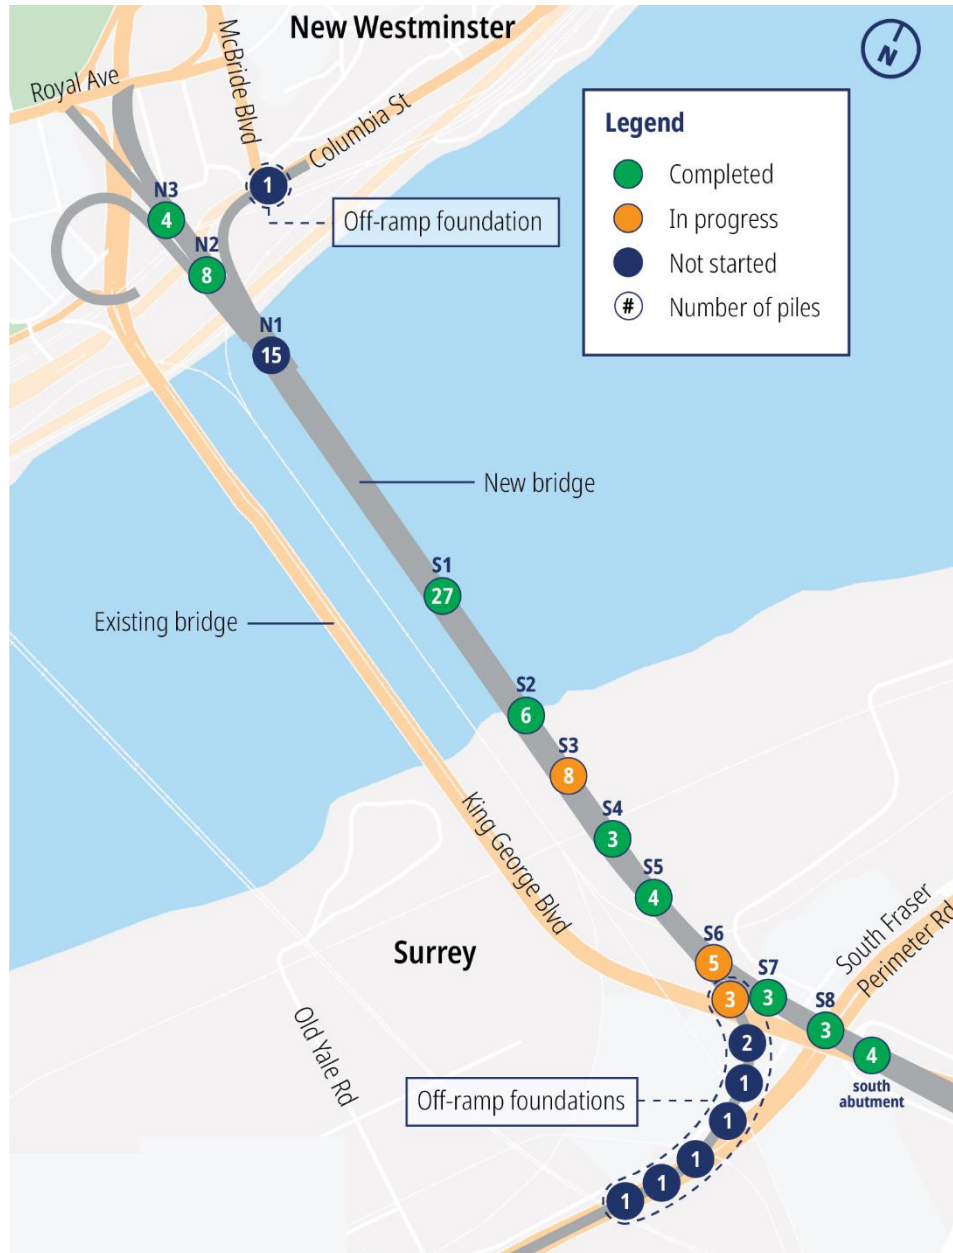 New Westminster
N
Royal Ave
McBride Blvd
Columbia St
Legend
Completed
In progress
Not started
# Number of piles
1
Off-ramp foundation
N3
4
N2
8
N1
15
New bridge
S1
27
Existing bridge
S2
6
S3
8
S4
3
King George Blvd
S5
4
South Fraser
Perimeter Rd
Surrey
S6
5
S7
3
3
S8
3
4
south
abutment
Old Yale Rd
2
1
Off-ramp foundations
1
1
1
1